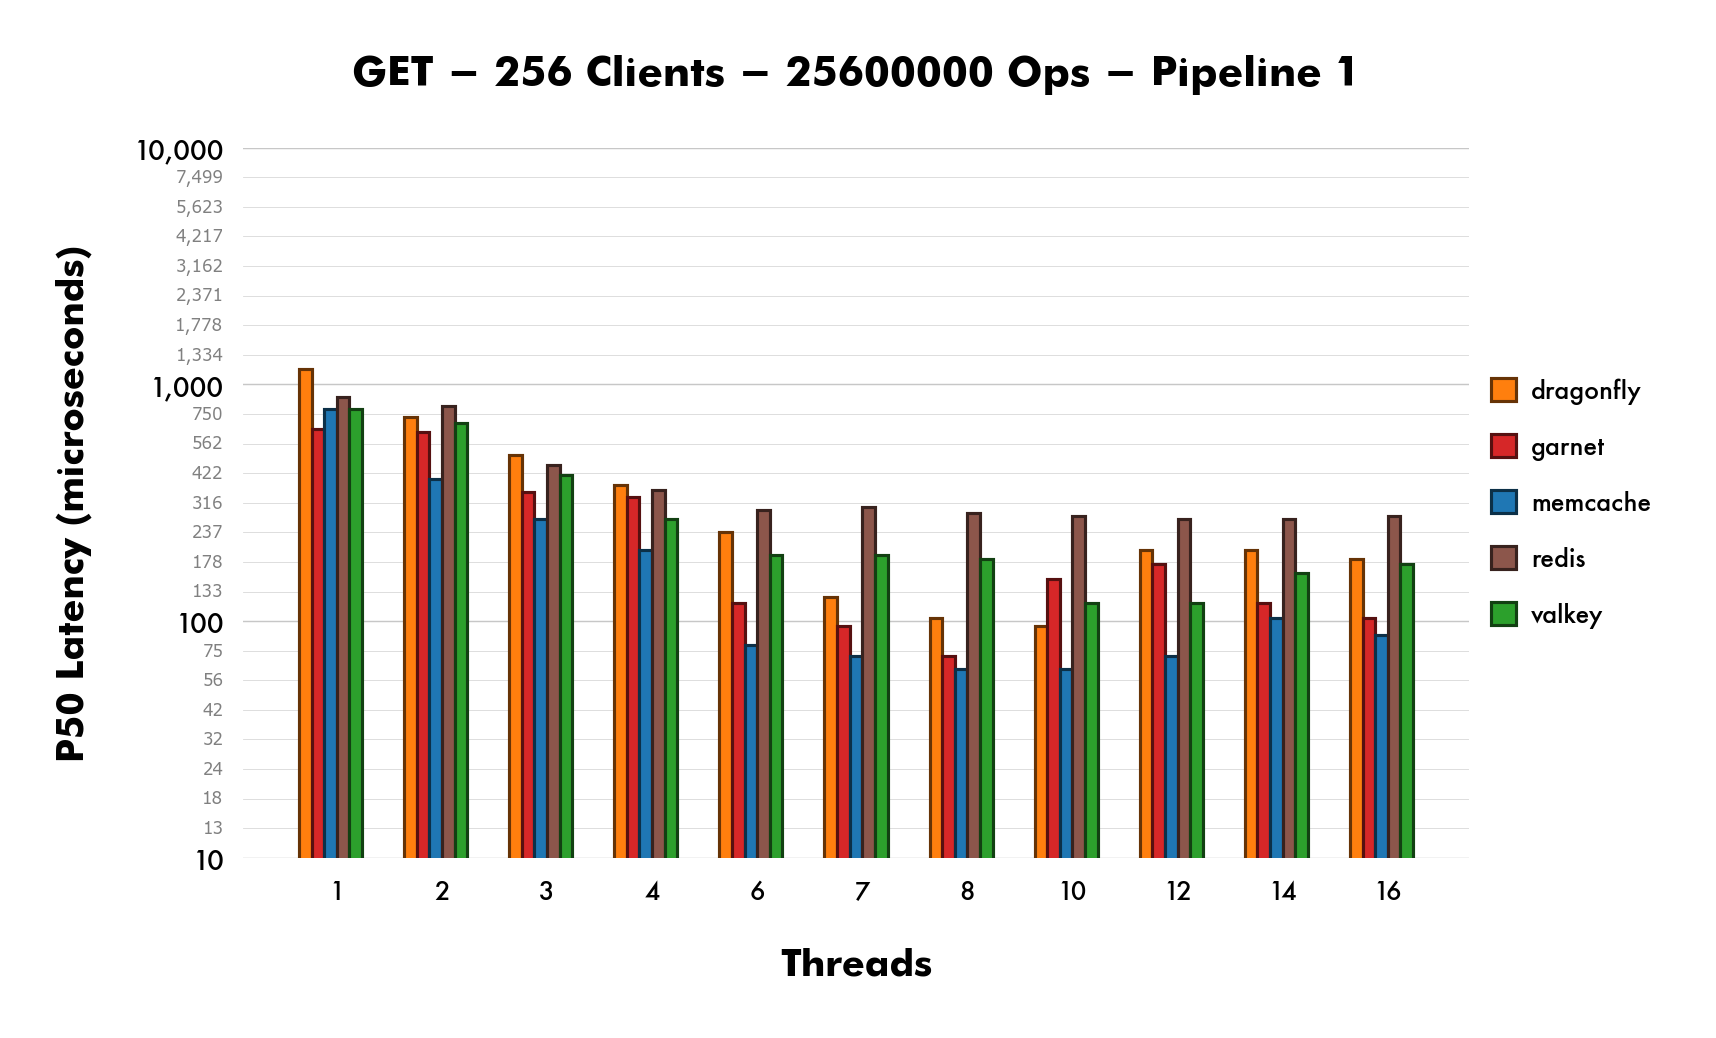 GET – 256 Clients – 25600000 Ops – Pipeline 1
P50 Latency (microseconds)
10,000
7,499
5,623
4,217
3,162
2,371
1,778
1,334
1,000
750
562
422
316
237
178
133
100
75
56
42
32
24
18
13
10
1 2 3 4 6 7 8 10 12 14 16
Threads
dragonfly
garnet
memcache
redis
valkey